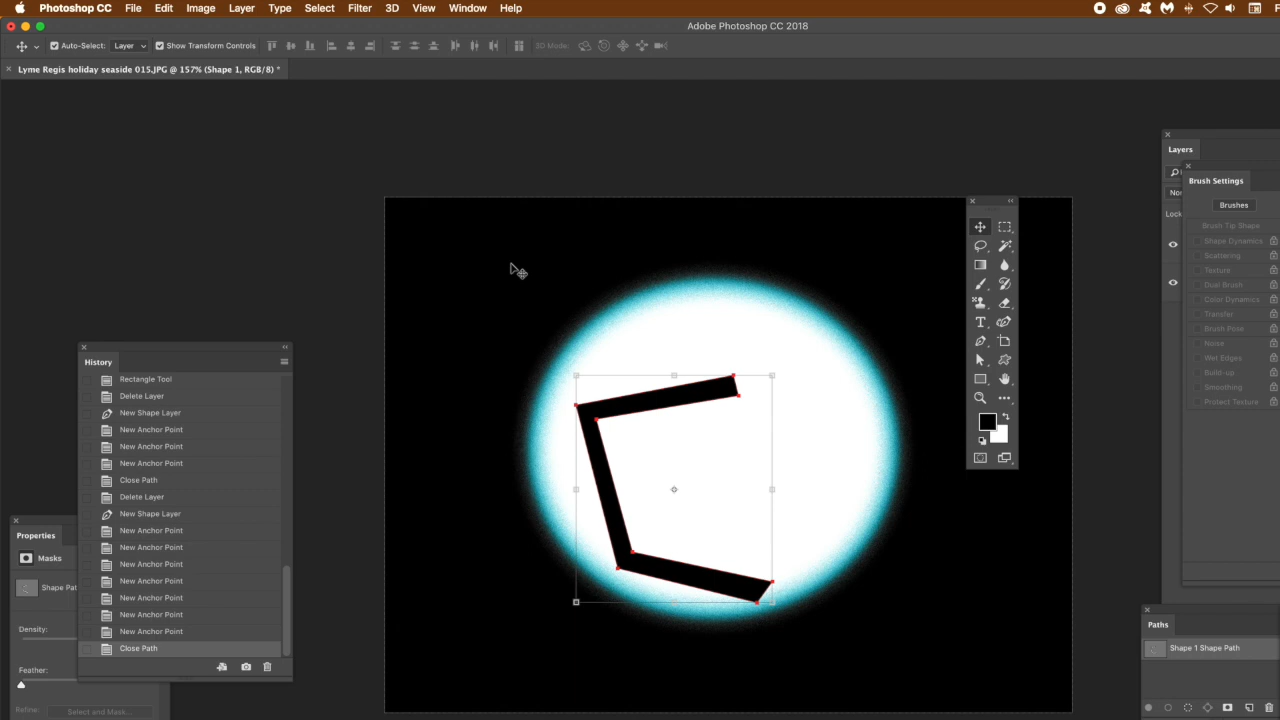 Photoshop CC File Edit Image Layer Type Select Filter 3D View Window Help
Adobe Photoshop CC 2018
Auto-Select: Layer Show Transform Controls 3D Mode:
Lyme Regis holiday seaside 015.JPG @ 157% (Shape 1, RGB/8) *
Layers
Brush Settings
Lock
Brushes
Brush Tip Shape
Shape Dynamics
Scattering
Texture
Dual Brush
Color Dynamics
Transfer
Brush Pose
Noise
Wet Edges
Build-up
Smoothing
Protect Texture
History
Rectangle Tool
Delete Layer
New Shape Layer
New Anchor Point
New Anchor Point
New Anchor Point
Close Path
Delete Layer
New Shape Layer
New Anchor Point
New Anchor Point
New Anchor Point
New Anchor Point
New Anchor Point
New Anchor Point
New Anchor Point
Close Path
Properties
Masks
Shape Pat
Density:
Feather:
Refine: Select and Mask...
Paths
Shape 1 Shape Path